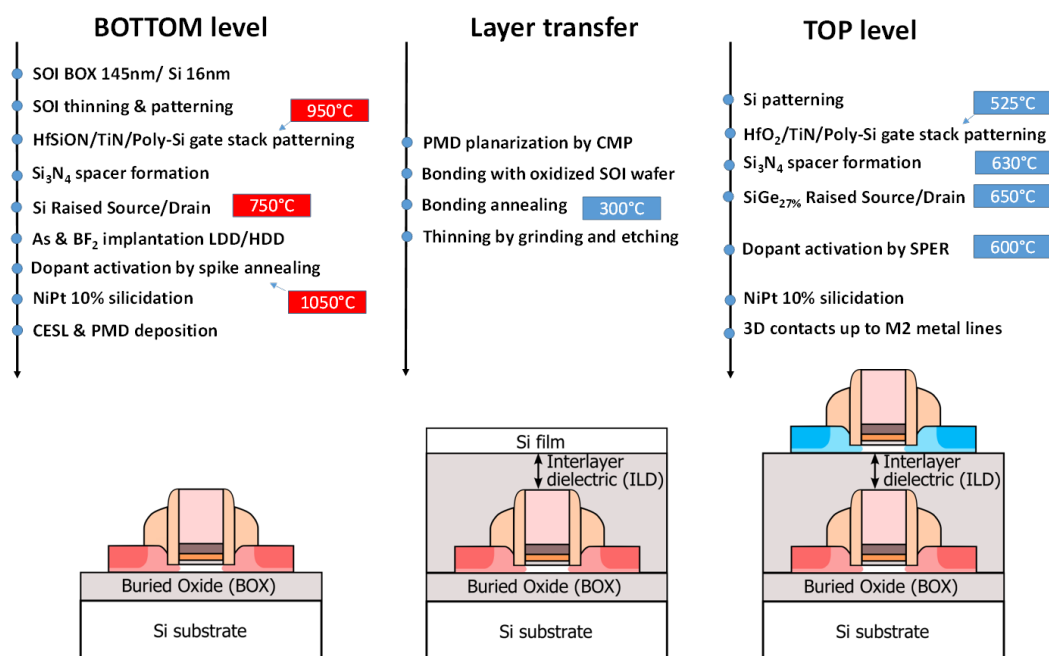 BOTTOM level
SOI BOX 145nm/ Si 16nm
SOI thinning & patterning
950°C
HfSiON/TiN/Poly-Si gate stack patterning
Si₃N₄ spacer formation
Si Raised Source/Drain
750°C
As & BF₂ implantation LDD/HDD
Dopant activation by spike annealing
NiPt 10% silicidation
1050°C
CESL & PMD deposition
Buried Oxide (BOX)
Si substrate
Layer transfer
PMD planarization by CMP
Bonding with oxidized SOI wafer
Bonding annealing
300°C
Thinning by grinding and etching
Si film
Interlayer
dielectric (ILD)
Buried Oxide (BOX)
Si substrate
TOP level
Si patterning
525°C
HfO₂/TiN/Poly-Si gate stack patterning
Si₃N₄ spacer formation
630°C
SiGe₂₇% Raised Source/Drain
650°C
Dopant activation by SPER
600°C
NiPt 10% silicidation
3D contacts up to M2 metal lines
Interlayer
dielectric (ILD)
Buried Oxide (BOX)
Si substrate